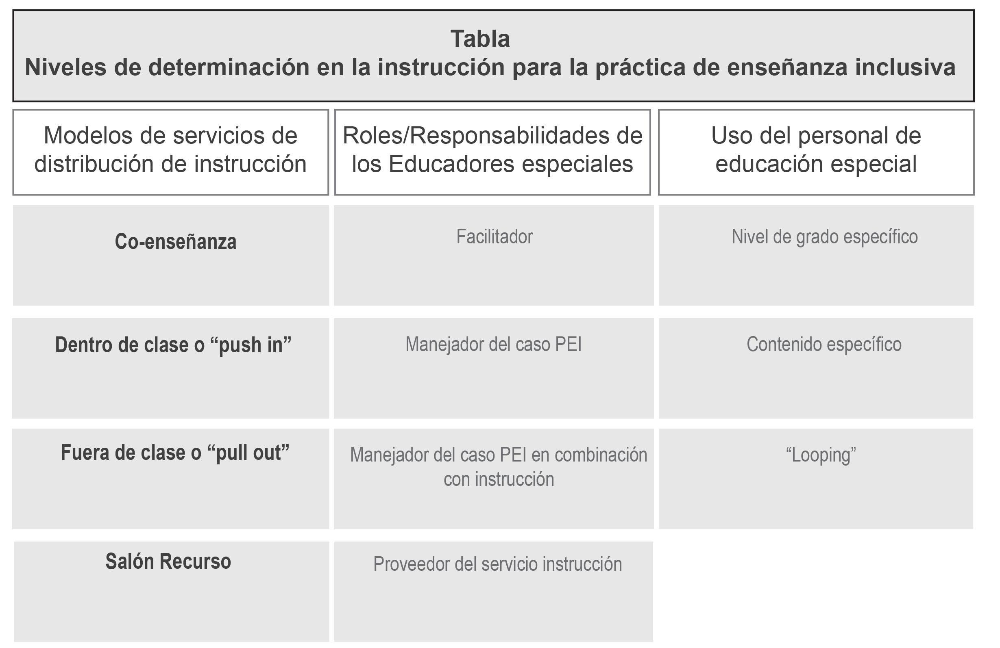 Tabla
Niveles de determinación en la instrucción para la práctica de enseñanza inclusiva
Modelos de servicios de
distribución de instrucción
Roles/Responsabilidades de
los Educadores especiales
Uso del personal de
educación especial
Co-enseñanza
Facilitador
Nivel de grado específico
Dentro de clase o “push in”
Manejador del caso PEI
Contenido específico
Fuera de clase o “pull out”
Manejador del caso PEI en combinación
con instrucción
“Looping”
Salón Recurso
Proveedor del servicio instrucción